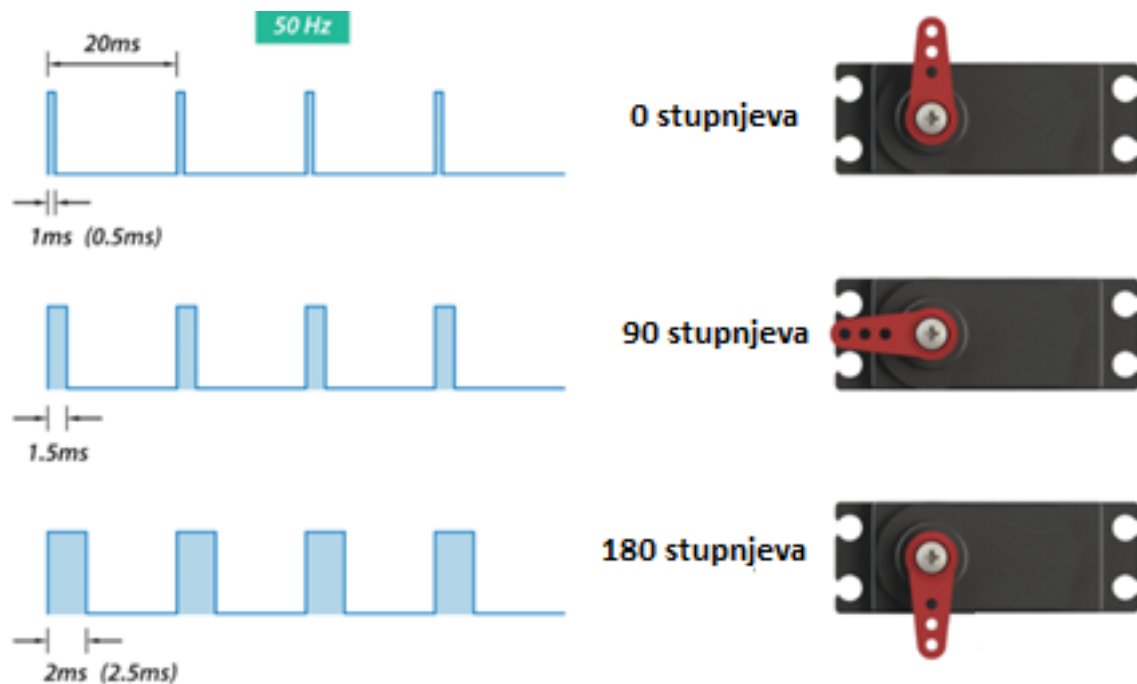 50 Hz
20ms
0 stupnjeva
1ms (0.5ms)
90 stupnjeva
1.5ms
180 stupnjeva
2ms (2.5ms)